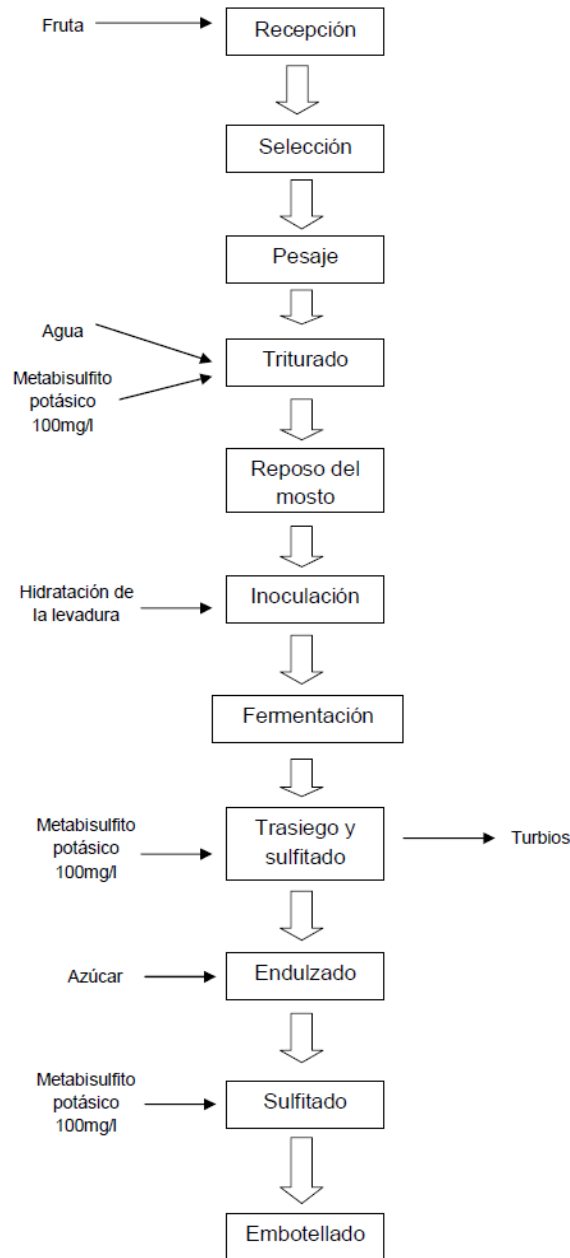 Fruta
Recepción
Selección
Pesaje
Agua
Metabisulfito
potásico
100mg/l
Triturado
Reposo del
mosto
Hidratación de
la levadura
Inoculación
Fermentación
Metabisulfito
potásico
100mg/l
Trasiego y
sulfitado
Turbios
Azúcar
Endulzado
Metabisulfito
potásico
100mg/l
Sulfitado
Embotellado